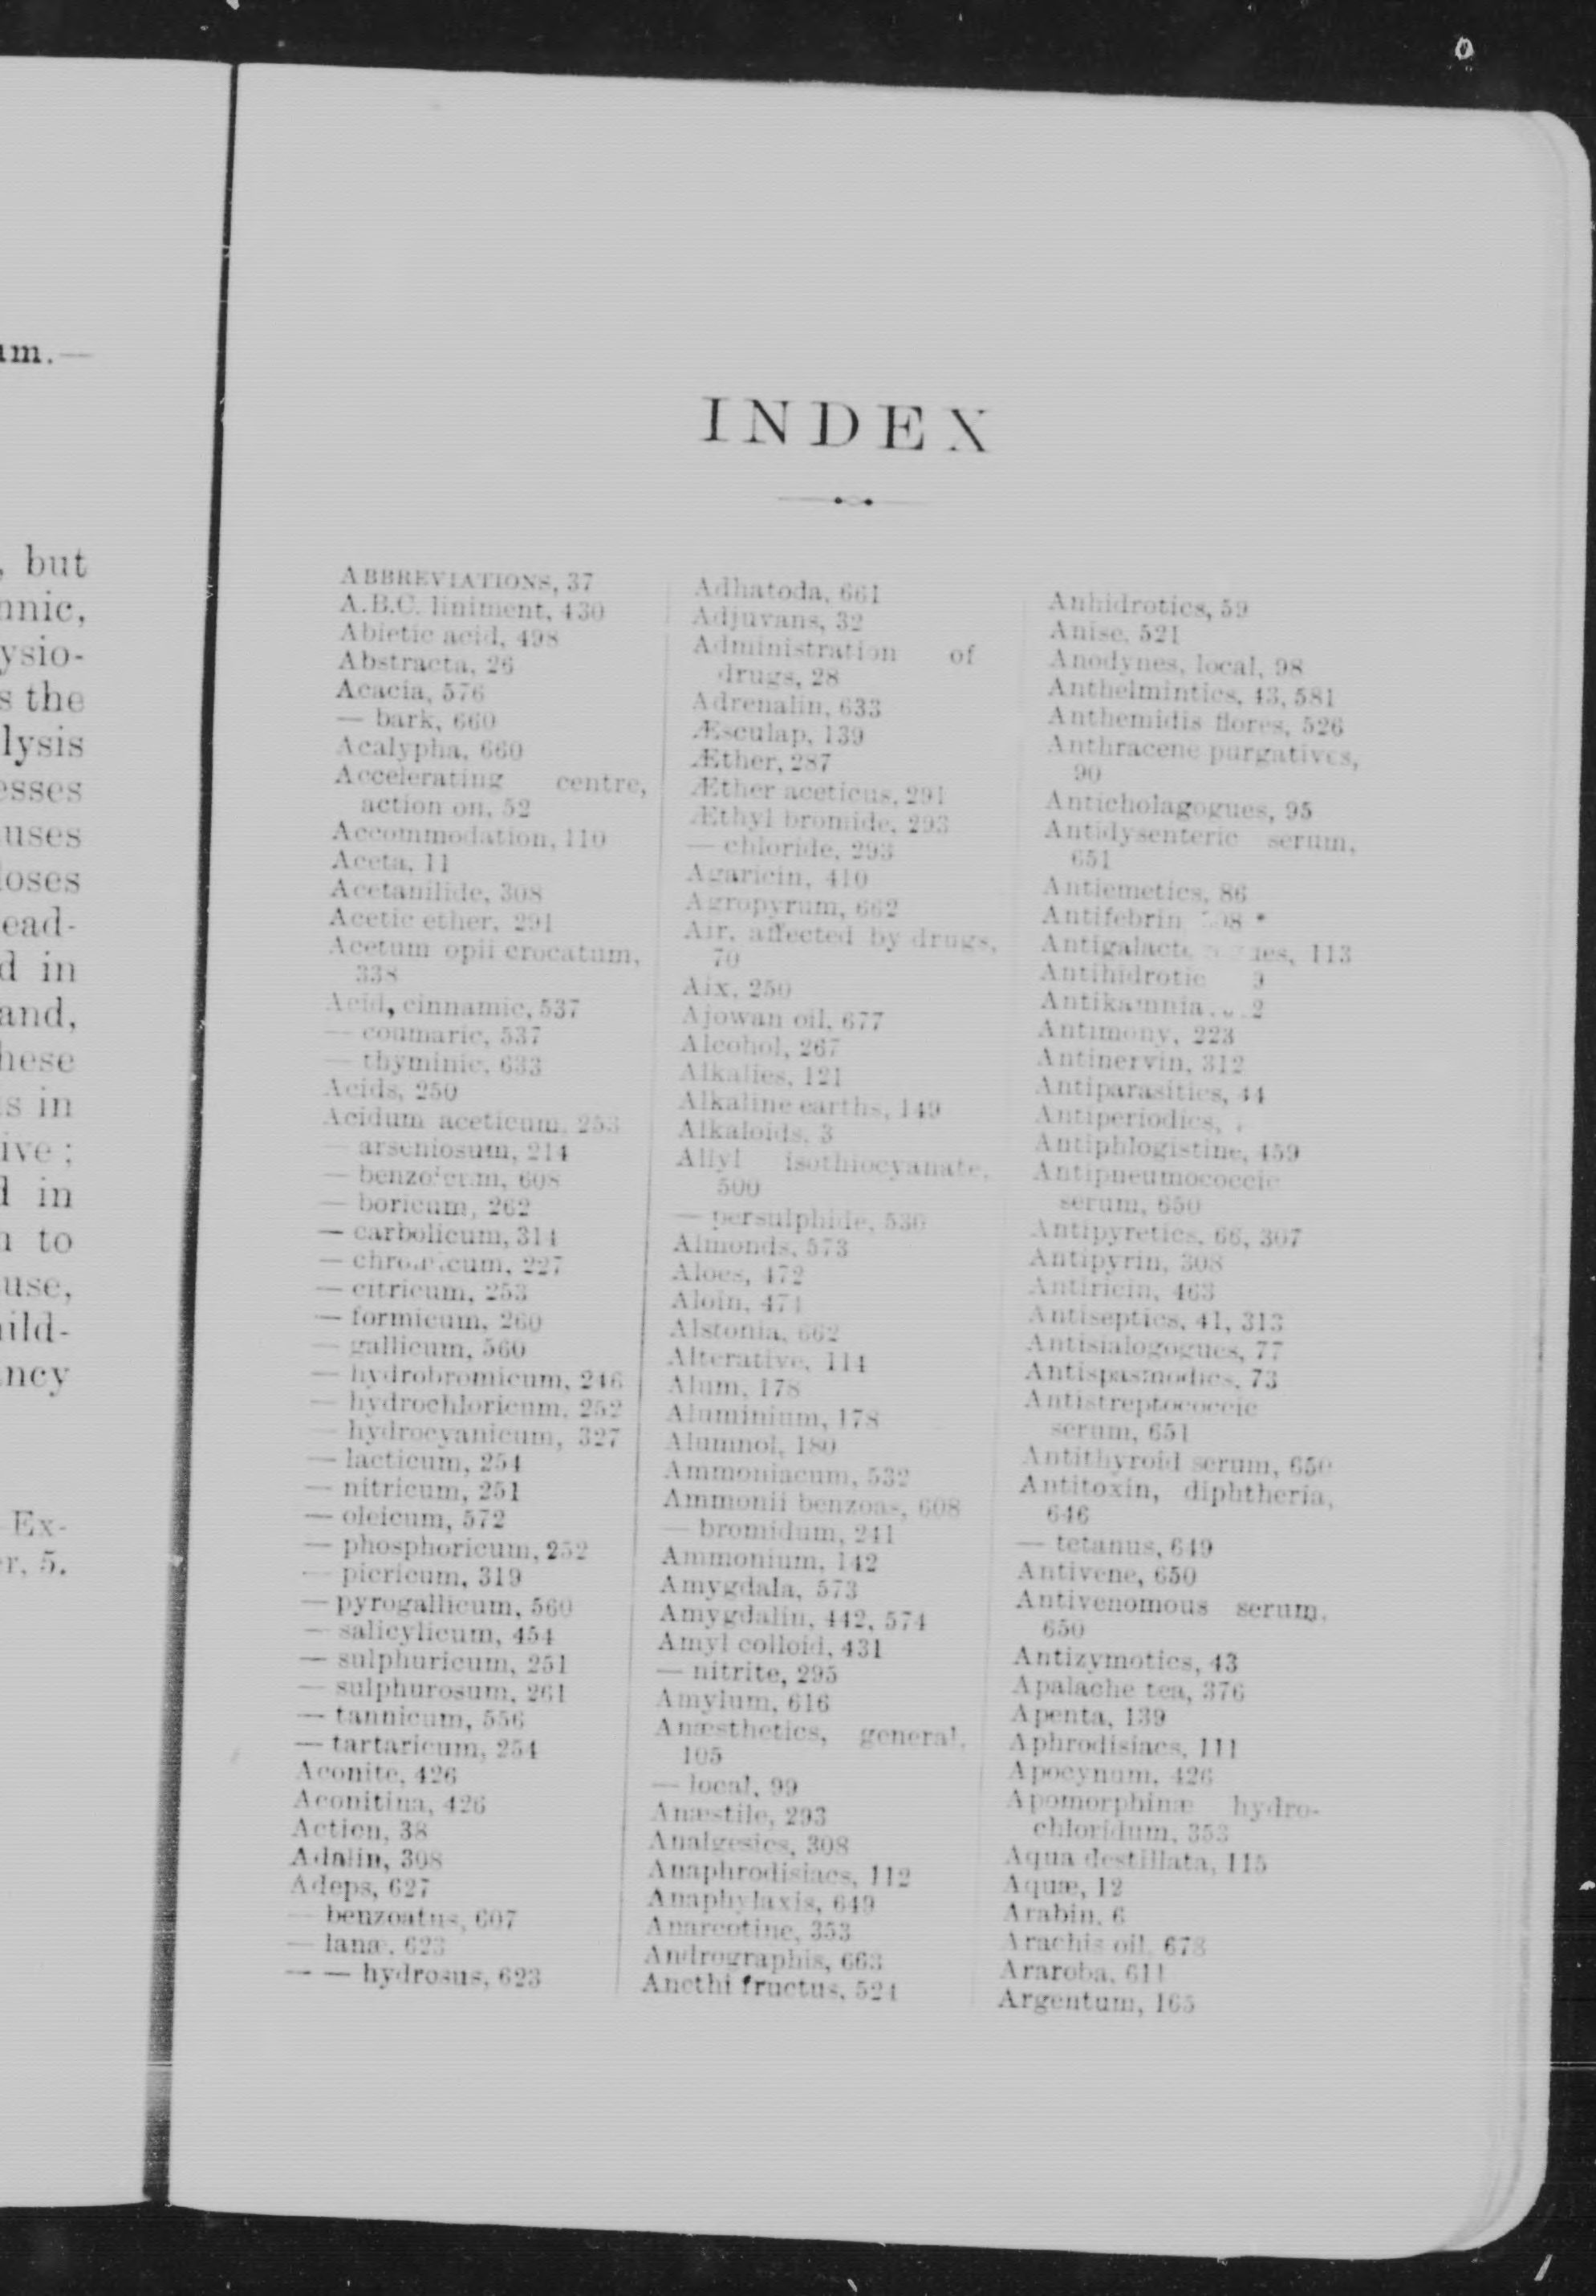 um.—
, but
nnic,
ysio-
s the
lysis
esses
uses
loses
ead-
d in
and,
hese
ts in
ive ;
d in
n to
use,
ild-
ncy
Ex-
r, 5.
INDEX
ABBREVIATIONS, 37
A.B.C. liniment, 430
Abietic acid, 498
Abstracta, 26
Acacia, 576
— bark, 660
Acalypha, 660
Accelerating centre,
action on, 52
Accommodation, 110
Aceta, 11
Acetanilide, 308
Acetic ether, 291
Acetum opii crocatum,
338
Acid, cinnamic, 537
— coumaric, 537
— thyminic, 633
Acids, 250
Acidum aceticum, 253
— arseniosum, 214
— benzoicum, 608
— boricum, 262
— carbolicum, 314
— chromicum, 227
— citricum, 253
— formicum, 260
— gallicum, 560
— hydrobromicum, 246
— hydrochloricum, 252
— hydrocyanicum, 327
— lacticum, 254
— nitricum, 251
— oleicum, 572
— phosphoricum, 252
— picricum, 319
— pyrogallicum, 560
— salicylicum, 454
— sulphuricum, 251
— sulphurosum, 261
— tannicum, 556
— tartaricum, 254
Aconite, 426
Aconitina, 426
Action, 38
Adalin, 308
Adeps, 627
— benzoatus, 607
— lanæ, 623
— — hydrosus, 623
Adhatoda, 661
Adjuvans, 32
Administration of
drugs, 28
Adrenalin, 633
Æsculap, 139
Æther, 287
Æther aceticus, 291
Æthyl bromide, 293
— chloride, 293
Agaricin, 410
Agropyrum, 662
Air, affected by drugs,
70
Aix, 250
Ajowan oil, 677
Alcohol, 267
Alkalies, 121
Alkaline earths, 149
Alkaloids, 3
Allyl isothiocyanate,
500
— persulphide, 530
Almonds, 573
Aloes, 472
Aloin, 474
Alstonia, 662
Alterative, 114
Alum, 178
Aluminium, 178
Alumnol, 180
Ammoniacum, 532
Ammonii benzoas, 608
— bromidum, 241
Ammonium, 142
Amygdala, 573
Amygdalin, 442, 574
Amyl colloid, 431
— nitrite, 295
Amylum, 616
Anæsthetics, general,
105
— local, 99
Anæstile, 293
Analgesics, 308
Anaphrodisiacs, 112
Anaphylaxis, 649
Anarcotine, 353
Andrographis, 663
Anethi fructus, 524
Anhidrotics, 59
Anise, 521
Anodynes, local, 98
Anthelmintics, 43, 581
Anthemidis flores, 526
Anthracene purgatives,
90
Anticholagogues, 95
Antidysenteric serum,
651
Antiemetics, 86
Antifebrin
113
Antihidrotic 9
Antikamnia
Antimony, 223
Antinervin, 312
Antiparasitics, 44
Antiperiodics,
Antiphlogistine, 459
Antipneumococcic
serum, 650
Antipyretics, 66, 307
Antipyrin, 308
Antiricin, 463
Antiseptics, 41, 313
Antisialogogues, 77
Antispasmodics, 73
Antistreptococcic
serum, 651
Antithyroid serum, 650
Antitoxin, diphtheria,
646
— tetanus, 649
Antivene, 650
Antivenomous serum,
650
Antizymotics, 43
Apalache tea, 376
Apenta, 139
Aphrodisiacs, 111
Apocynum, 426
Apomorphinæ hydro-
chloridum, 353
Aqua destillata, 115
Aquæ, 12
Arabin, 6
Arachis oil, 678
Araroba, 611
Argentum, 165